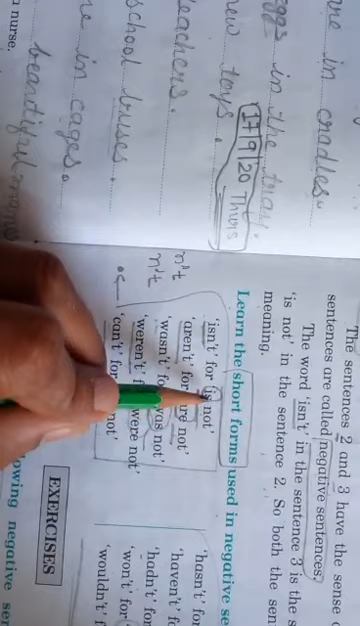 are in cradles.
eggs in the tray.
new toys.
teachers.
school buses.
are in cages.
a nurse.
beautiful
17/9/20 Thurs
The sentences 2 and 3 have the sense
sentences are called negative sentences.
The word 'isn't' in the sentence 3 is the s
'is not' in the sentence 2. So both the sen
meaning.
Learn the short forms used in negative se
'isn't' for 'is not'
'aren't' for 'are not'
'wasn't' fo was not'
'weren't' f were not'
'can't' for not'
n't
n't
'hasn't' for
'haven't' fo
'hadn't' for
'won't' for
'wouldn't' f
EXERCISES
owing negative sen